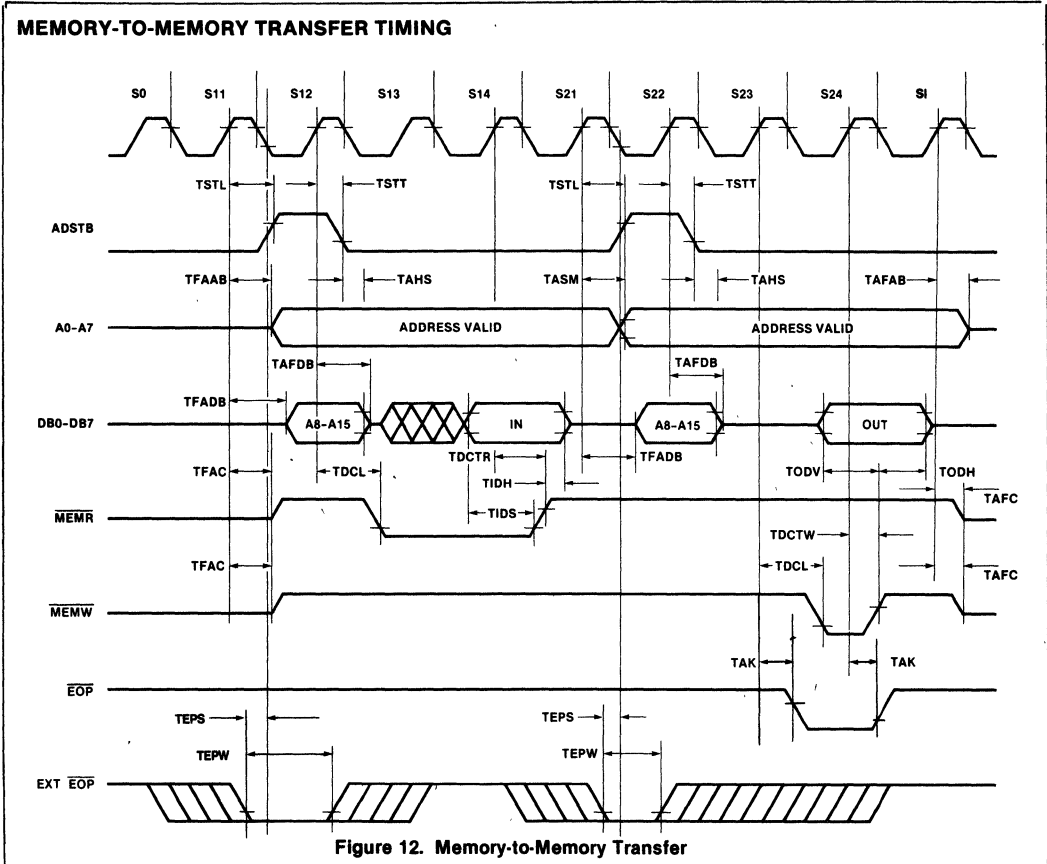 MEMORY-TO-MEMORY TRANSFER TIMING
S0 S11 S12 S13 S14 S21 S22 S23 S24 SI
TSTL TSTT TSTL TSTT
ADSTB
TFAAB TAHS TASM TAHS TAFAB
A0-A7 ADDRESS VALID ADDRESS VALID
TAFDB TAFDB
TFADB
DB0-DB7 A8-A15 IN A8-A15 OUT
TDCTR TFADB TODV TODH
TFAC TDCL TIDH
TAFC
MEMR TIDS
TDCTW
TFAC TDCL
TAFC
MEMW
TAK TAK
EOP
TEPS TEPS
TEPW TEPW
EXT EOP
Figure 12. Memory-to-Memory Transfer